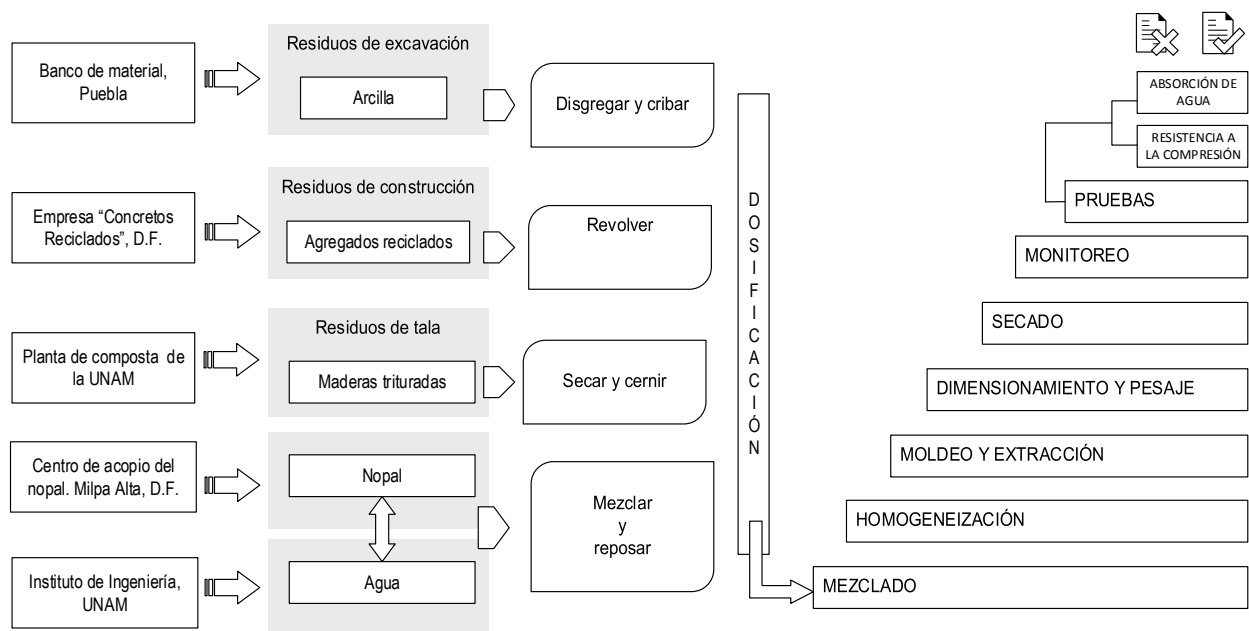 Banco de material,
Puebla
Residuos de excavación
Arcilla
Disgregar y cribar
Empresa “Concretos
Reciclados”, D.F.
Residuos de construcción
Agregados reciclados
Revolver
Planta de composta de
la UNAM
Residuos de tala
Maderas trituradas
Secar y cernir
Centro de acopio del
nopal. Milpa Alta, D.F.
Nopal
Mezclar
y
reposar
Instituto de Ingeniería,
UNAM
Agua
D
O
S
I
F
I
C
A
C
I
Ó
N
ABSORCIÓN DE
AGUA
RESISTENCIA A
LA COMPRESIÓN
PRUEBAS
MONITOREO
SECADO
DIMENSIONAMIENTO Y PESAJE
MOLDEO Y EXTRACCIÓN
HOMOGENEIZACIÓN
MEZCLADO